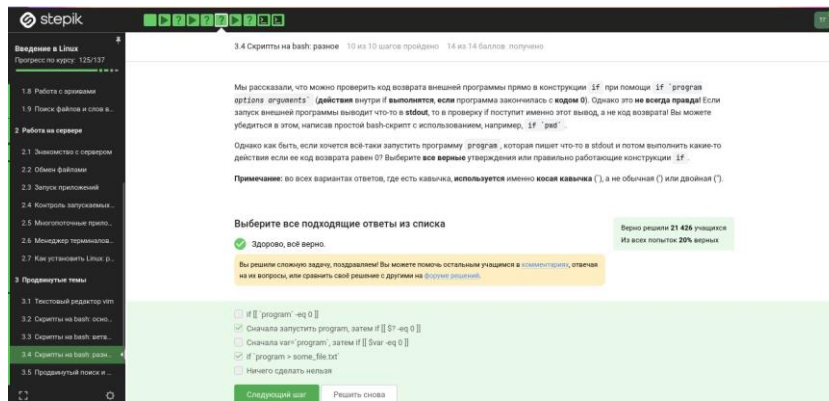 stepik
Введение в Linux
Прогресс по курсу: 125/137
1.8 Работа с архивами
1.9 Поиск файлов и слов в...
2 Работа на сервере
2.1 Знакомство с сервером
2.2 Обмен файлами
2.3 Запуск приложений
2.4 Контроль запускаемых...
2.5 Многопоточные прило...
2.6 Менеджер терминалов...
2.7 Как установить Linux: р...
3 Продвинутые темы
3.1 Текстовый редактор vim
3.2 Скрипты на bash: осно...
3.3 Скрипты на bash: ветв...
3.4 Скрипты на bash: разн...
3.5 Продвинутый поиск и ...
3.4 Скрипты на bash: разное 10 из 10 шагов пройдено 14 из 14 баллов получено
Мы рассказали, что можно проверить код возврата внешней программы прямо в конструкции if при помощи if `program
options arguments` (действия внутри if выполнятся, если программа закончилась с кодом 0). Однако это не всегда правда! Если
запуск внешней программы выводит что-то в stdout, то в проверку if поступит именно этот вывод, а не код возврата! Вы можете
убедиться в этом, написав простой bash-скрипт с использованием, например, if `pwd` .
Однако как быть, если хочется всё-таки запустить программу program , которая пишет что-то в stdout и потом выполнить какие-то
действия если ее код возврата равен 0? Выберите все верные утверждения или правильно работающие конструкции if .
Примечание: во всех вариантах ответов, где есть кавычка, используется именно косая кавычка (`), а не обычная (') или двойная (").
Выберите все подходящие ответы из списка
Здорово, всё верно.
Верно решили 21 426 учащихся
Из всех попыток 20% верных
Вы решили сложную задачу, поздравляем! Вы можете помочь остальным учащимся в комментариях, отвечая
на их вопросы, или сравнить своё решение с другими на форуме решений.
if [[ `program` -eq 0 ]]
Сначала запустить program, затем if [[ $? -eq 0 ]]
Сначала var=`program`, затем if [[ $var -eq 0 ]]
if `program > some_file.txt`
Ничего сделать нельзя
Следующий шаг Решить снова